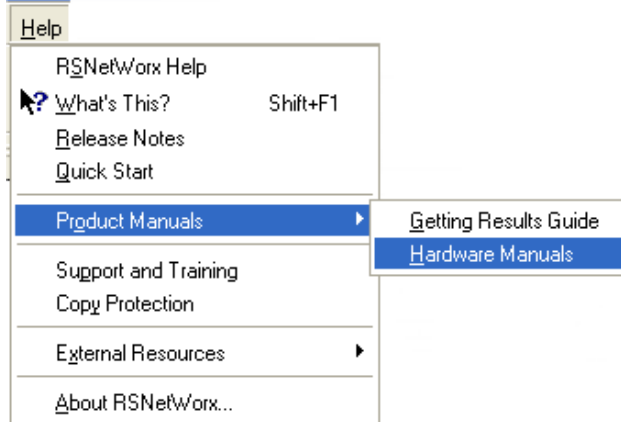 Help
RSNetWorx Help
What's This? Shift+F1
Release Notes
Quick Start
Product Manuals
Getting Results Guide
Hardware Manuals
Support and Training
Copy Protection
External Resources
About RSNetWorx...